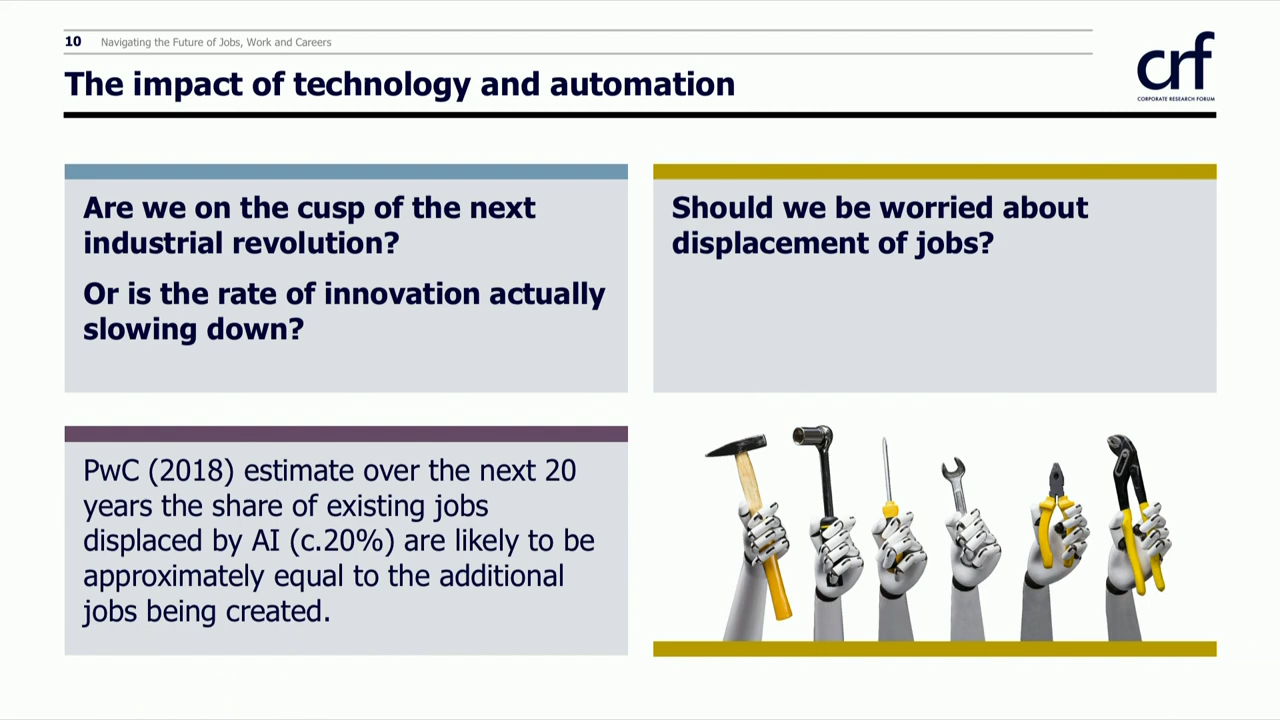 10 Navigating the Future of Jobs, Work and Careers
crf
CORPORATE RESEARCH FORUM
The impact of technology and automation
Are we on the cusp of the next
industrial revolution?
Or is the rate of innovation actually
slowing down?
Should we be worried about
displacement of jobs?
PwC (2018) estimate over the next 20
years the share of existing jobs
displaced by AI (c.20%) are likely to be
approximately equal to the additional
jobs being created.